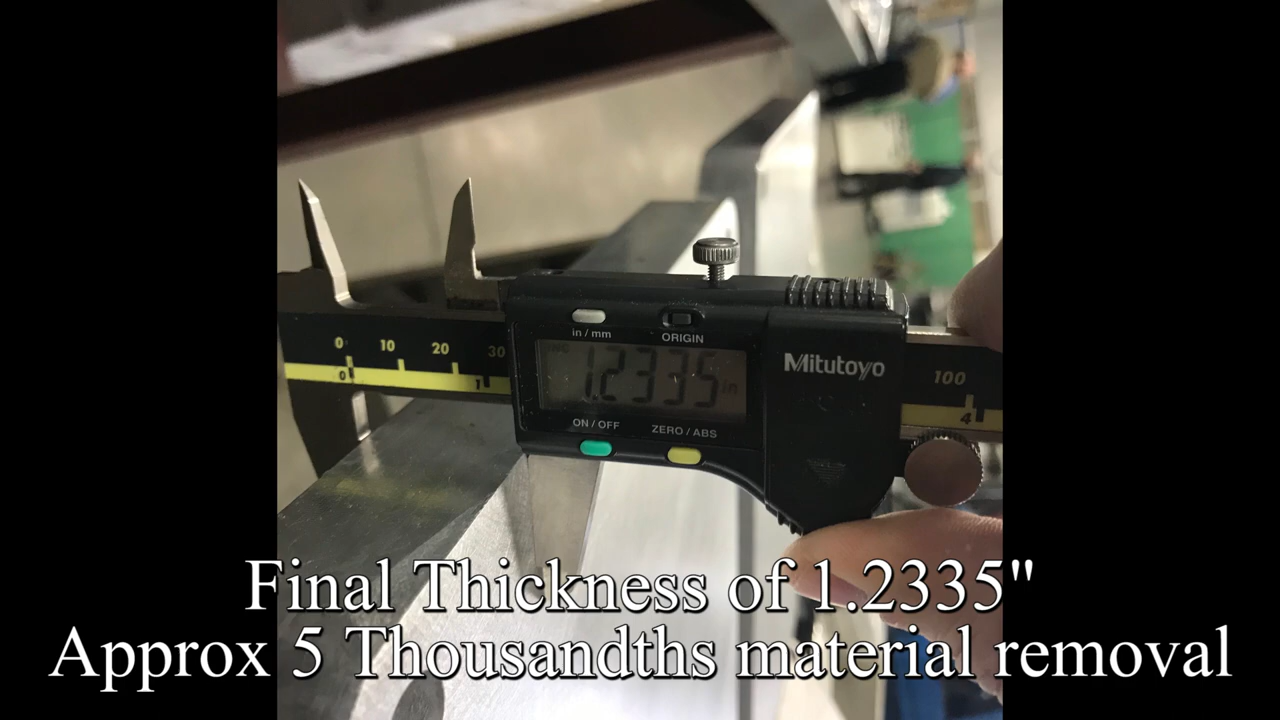 in / mm
ORIGIN
0 10 20 30
0 1
1.2335 in
Mitutoyo
100
4
ON / OFF
ZERO / ABS
Final Thickness of 1.2335"
Approx 5 Thousandths material removal